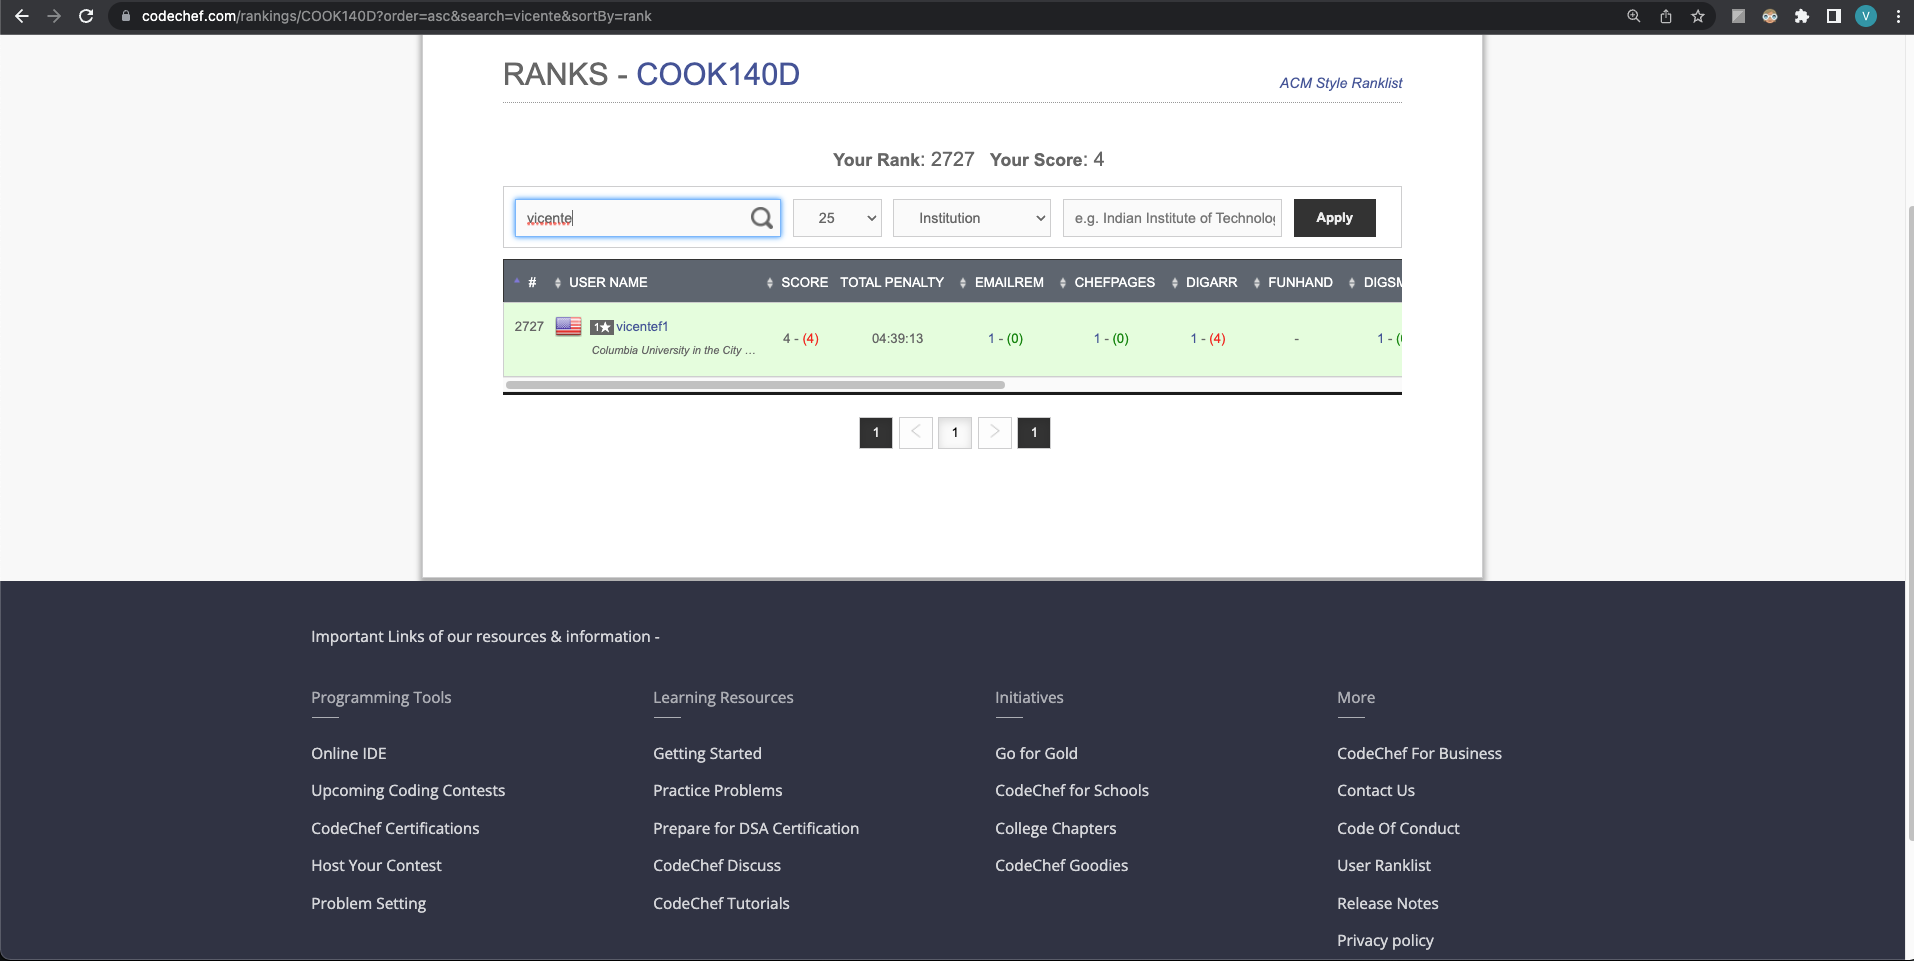 codechef.com/rankings/COOK140D?order=asc&search=vicente&sortBy=rank
V
RANKS - COOK140D
ACM Style Ranklist
Your Rank: 2727 Your Score: 4
vicente 25 Institution e.g. Indian Institute of Technolog Apply
# USER NAME SCORE TOTAL PENALTY EMAILREM CHEFPAGES DIGARR FUNHAND DIGSM
2727 1★ vicentef1
Columbia University in the City ...
4 - (4) 04:39:13 1 - (0) 1 - (0) 1 - (4) - 1 - (
1 < 1 > 1
Important Links of our resources & information -
Programming Tools
Online IDE
Upcoming Coding Contests
CodeChef Certifications
Host Your Contest
Problem Setting
Learning Resources
Getting Started
Practice Problems
Prepare for DSA Certification
CodeChef Discuss
CodeChef Tutorials
Initiatives
Go for Gold
CodeChef for Schools
College Chapters
CodeChef Goodies
More
CodeChef For Business
Contact Us
Code Of Conduct
User Ranklist
Release Notes
Privacy policy